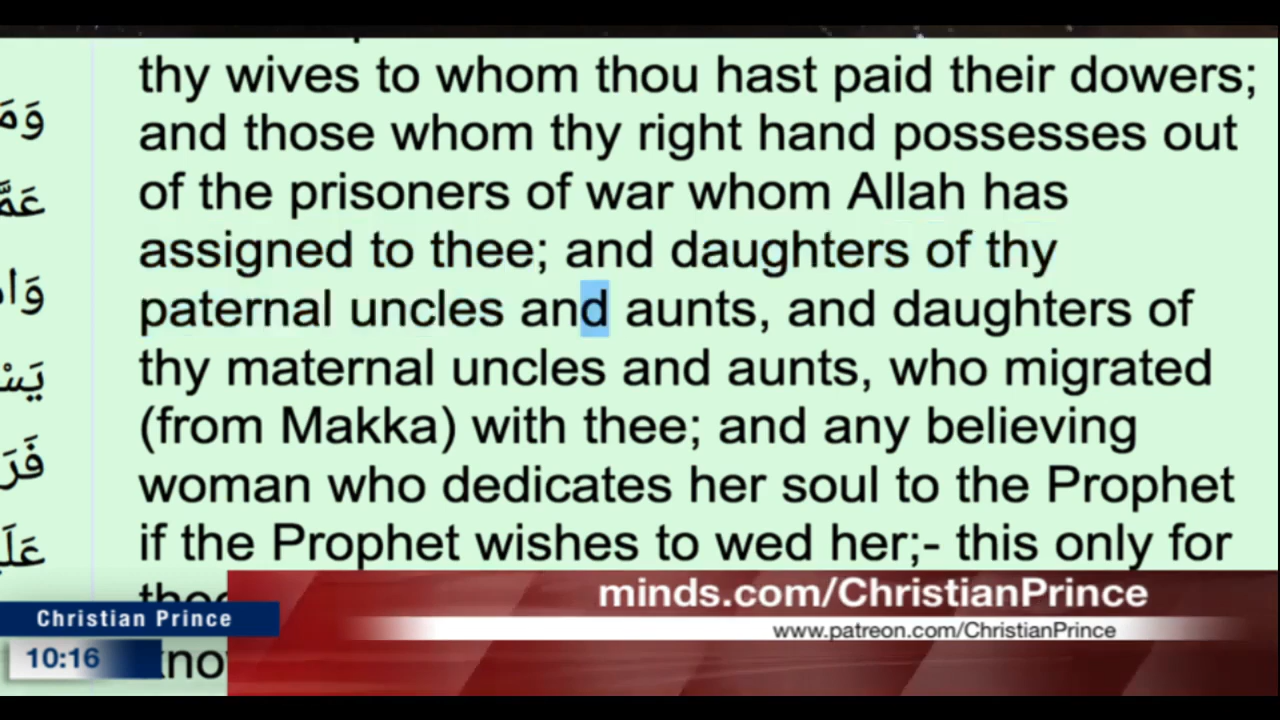 thy wives to whom thou hast paid their dowers;
and those whom thy right hand possesses out
of the prisoners of war whom Allah has
assigned to thee; and daughters of thy
paternal uncles and aunts, and daughters of
thy maternal uncles and aunts, who migrated
(from Makka) with thee; and any believing
woman who dedicates her soul to the Prophet
if the Prophet wishes to wed her;- this only for
minds.com/ChristianPrince
www.patreon.com/ChristianPrince
Christian Prince
10:16